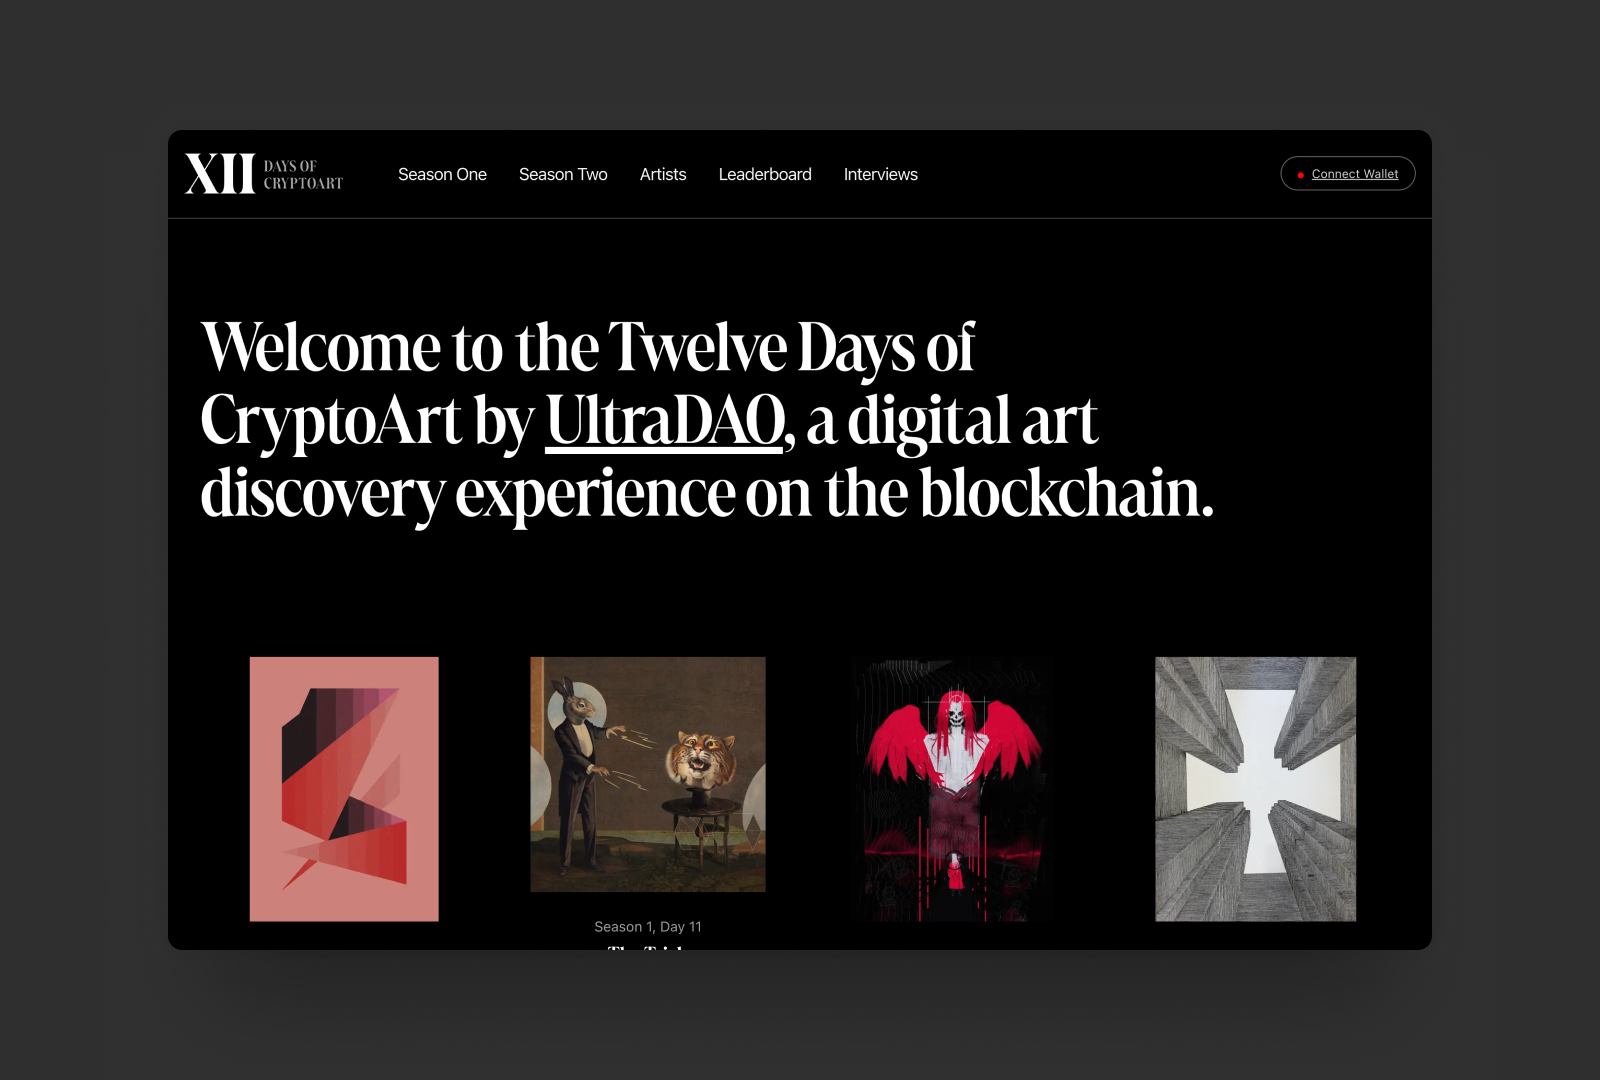 XII DAYS OF
CRYPTOART
Season One Season Two Artists Leaderboard Interviews
Connect Wallet
Welcome to the Twelve Days of
CryptoArt by UltraDAO, a digital art
discovery experience on the blockchain.
Season 1, Day 11